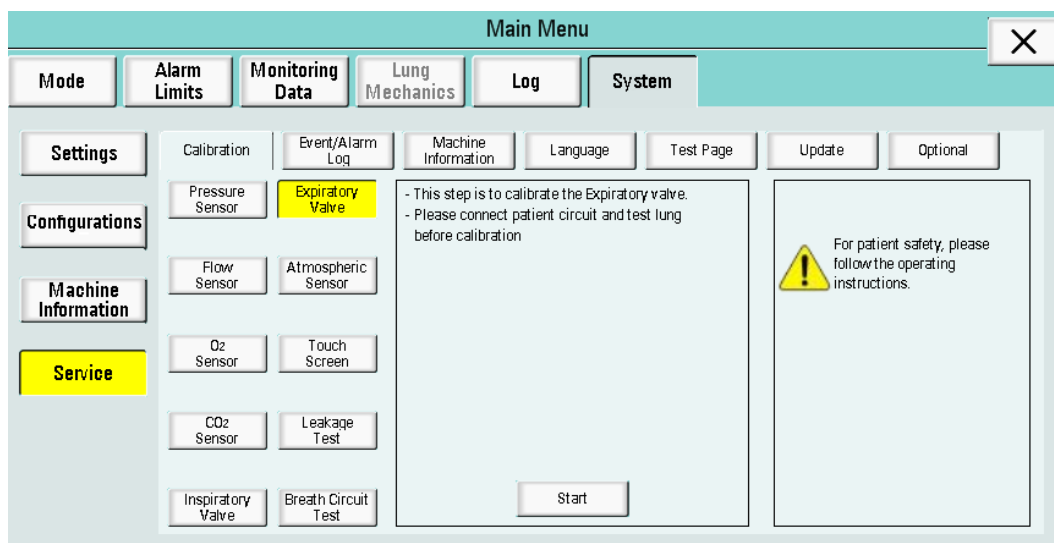 Main Menu
Mode
Alarm
Limits
Monitoring
Data
Lung
Mechanics
Log
System
Settings
Configurations
Machine
Information
Service
Calibration
Event/Alarm
Log
Machine
Information
Language
Test Page
Update
Optional
Pressure
Sensor
Expiratory
Valve
Flow
Sensor
Atmospheric
Sensor
O2
Sensor
Touch
Screen
CO2
Sensor
Leakage
Test
Inspiratory
Valve
Breath Circuit
Test
- This step is to calibrate the Expiratory valve.
- Please connect patient circuit and test lung
before calibration
Start
For patient safety, please
follow the operating
instructions.